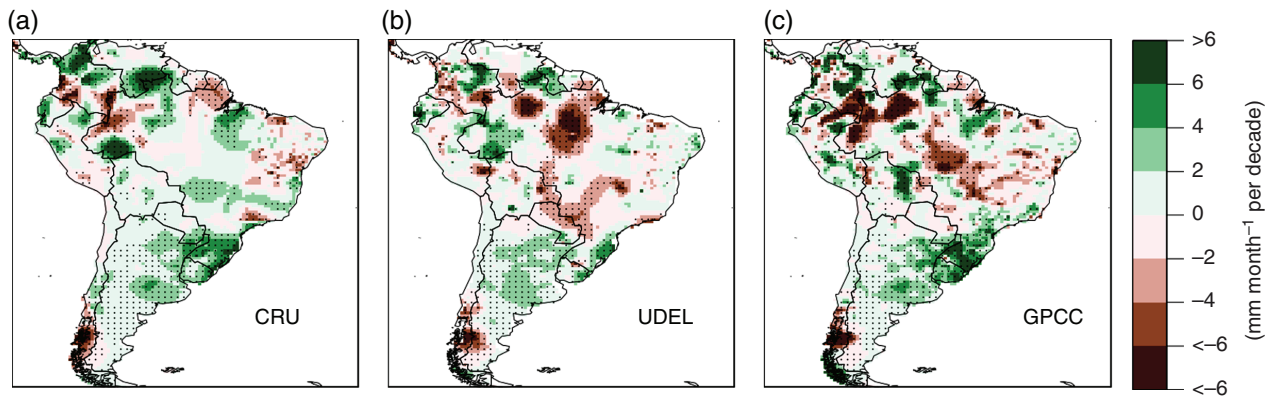 (a)
CRU
(b)
UDEL
(c)
GPCC
>6
6
4
2
0
–2
–4
<–6
<–6
(mm month–1 per decade)